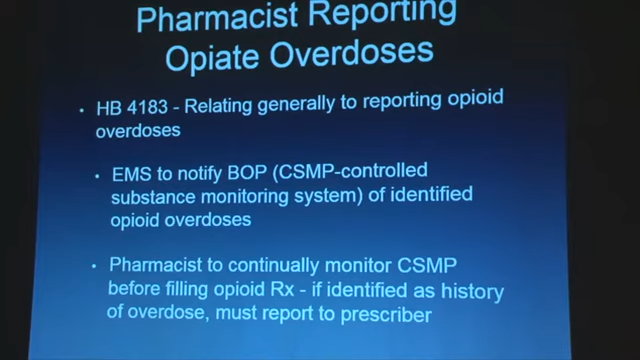 Pharmacist Reporting
Opiate Overdoses
• HB 4183 - Relating generally to reporting opioid
overdoses
• EMS to notify BOP (CSMP-controlled
substance monitoring system) of identified
opioid overdoses
• Pharmacist to continually monitor CSMP
before filling opioid Rx - if identified as history
of overdose, must report to prescriber